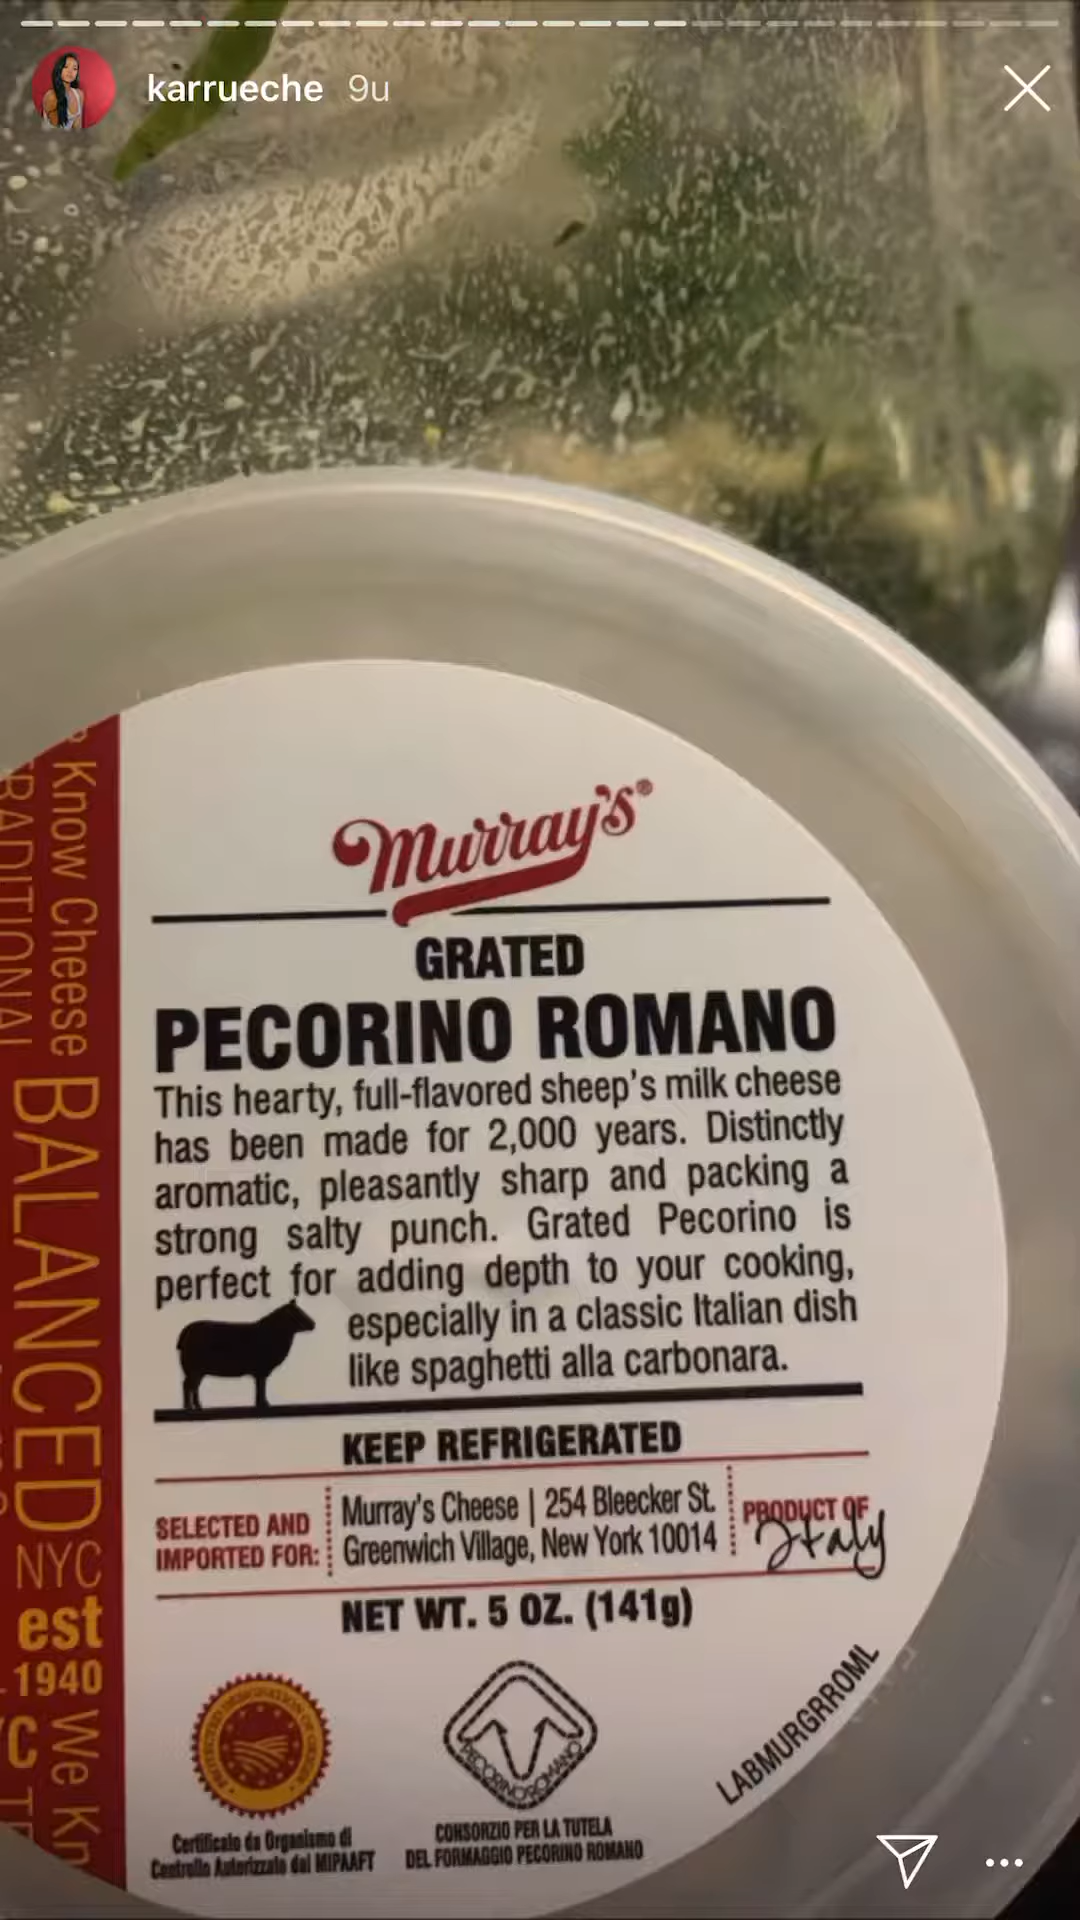 karrueche 9u
Murray's®
GRATED
PECORINO ROMANO
This hearty, full-flavored sheep's milk cheese
has been made for 2,000 years. Distinctly
aromatic, pleasantly sharp and packing a
strong salty punch. Grated Pecorino is
perfect for adding depth to your cooking,
especially in a classic Italian dish
like spaghetti alla carbonara.
KEEP REFRIGERATED
SELECTED AND
IMPORTED FOR:
Murray's Cheese | 254 Bleecker St.
Greenwich Village, New York 10014
PRODUCT OF
Italy
NET WT. 5 OZ. (141g)
LABMURGRROML
PECORINO ROMANO
Certificato da Organismo di
Controllo Autorizzato dal MIPAAFT
CONSORZIO PER LA TUTELA
DEL FORMAGGIO PECORINO ROMANO
Know Cheese
BALANCED
NYC
est
1940
We